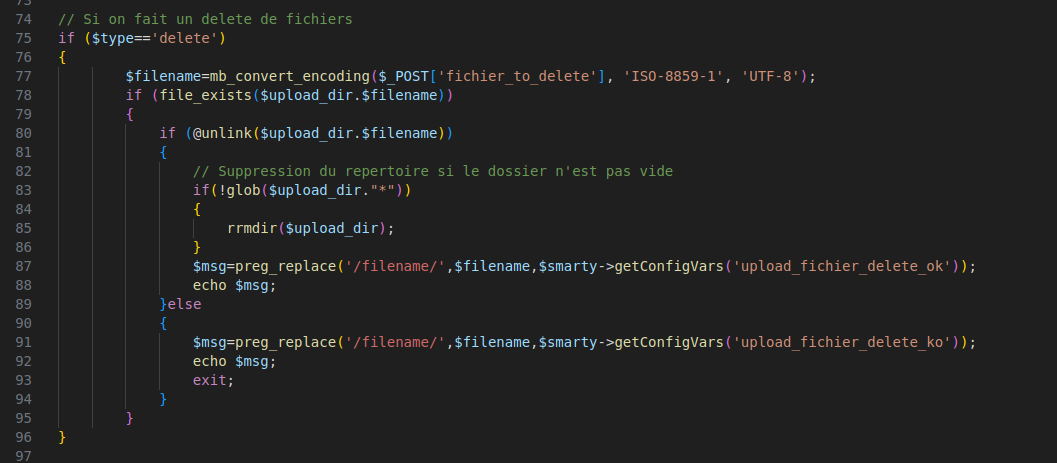 73
74 // Si on fait un delete de fichiers
75 if ($type=='delete')
76 {
77 $filename=mb_convert_encoding($_POST['fichier_to_delete'], 'ISO-8859-1', 'UTF-8');
78 if (file_exists($upload_dir.$filename))
79 {
80 if (@unlink($upload_dir.$filename))
81 {
82 // Suppression du repertoire si le dossier n'est pas vide
83 if(!glob($upload_dir."*"))
84 {
85 rrmdir($upload_dir);
86 }
87 $msg=preg_replace('/filename/',$filename,$smarty->getConfigVars('upload_fichier_delete_ok'));
88 echo $msg;
89 }else
90 {
91 $msg=preg_replace('/filename/',$filename,$smarty->getConfigVars('upload_fichier_delete_ko'));
92 echo $msg;
93 exit;
94 }
95 }
96 }
97